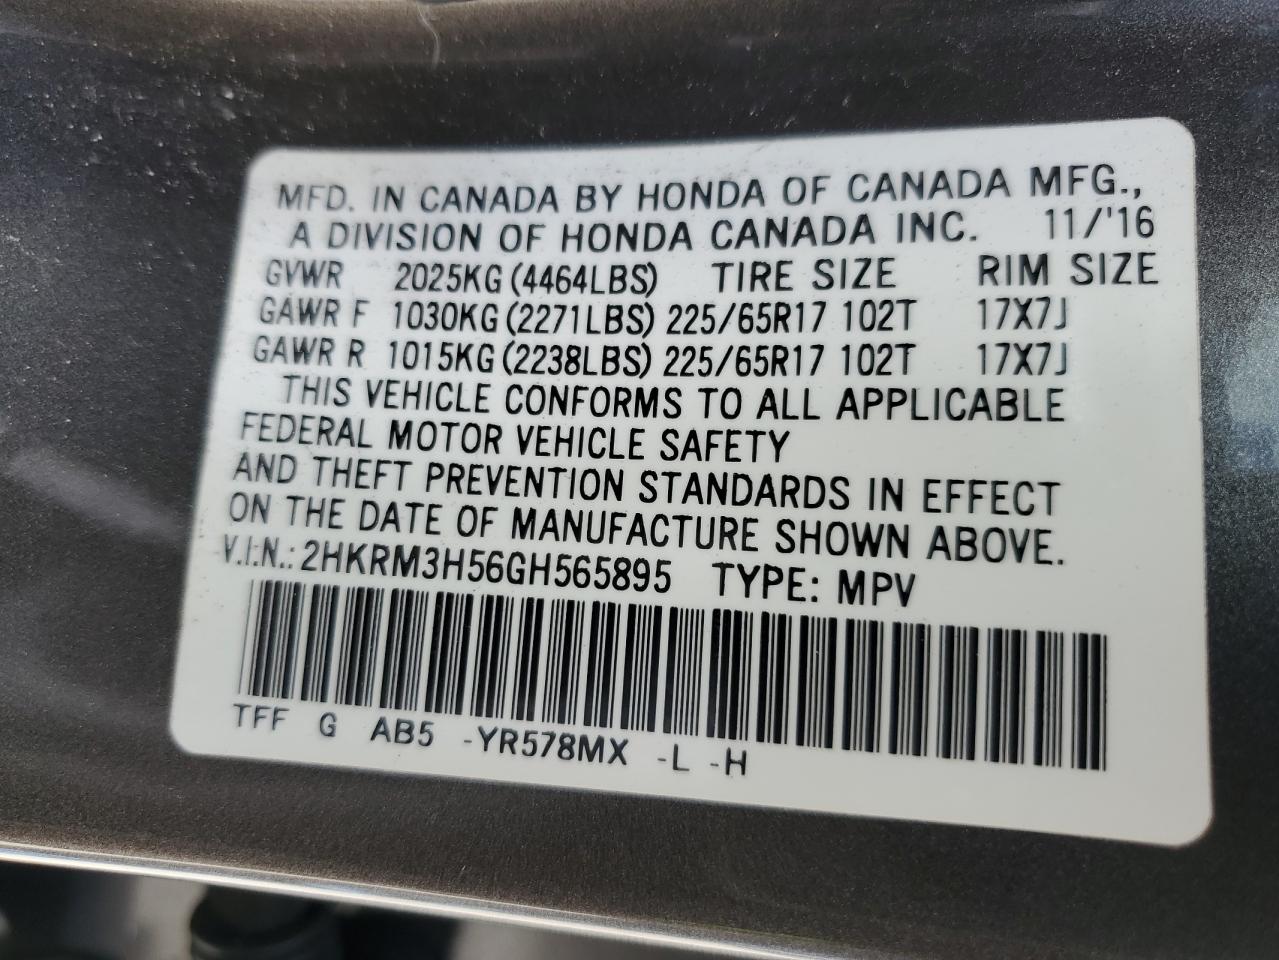 MFD. IN CANADA BY HONDA OF CANADA MFG.,
A DIVISION OF HONDA CANADA INC. 11/'16
GVWR 2025KG (4464LBS) TIRE SIZE RIM SIZE
GAWR F 1030KG (2271LBS) 225/65R17 102T 17X7J
GAWR R 1015KG (2238LBS) 225/65R17 102T 17X7J
THIS VEHICLE CONFORMS TO ALL APPLICABLE
FEDERAL MOTOR VEHICLE SAFETY
AND THEFT PREVENTION STANDARDS IN EFFECT
ON THE DATE OF MANUFACTURE SHOWN ABOVE.
V.I.N.: 2HKRM3H56GH565895 TYPE: MPV
TFF G AB5 -YR578MX -L -H